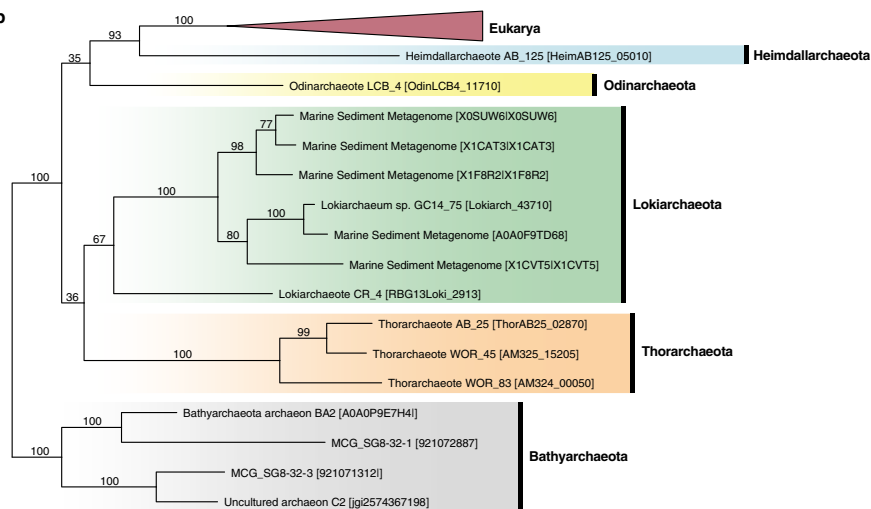 b
100
Eukarya
93
Heimdallarchaeote AB_125 [HeimAB125_05010]
Heimdallarchaeota
35
Odinarchaeote LCB_4 [OdinLCB4_11710]
Odinarchaeota
Marine Sediment Metagenome [X0SUW6|X0SUW6]
77
98
Marine Sediment Metagenome [X1CAT3|X1CAT3]
Marine Sediment Metagenome [X1F8R2|X1F8R2]
100
100
Lokiarchaeum sp. GC14_75 [Lokiarch_43710]
Lokiarchaeota
100
80
Marine Sediment Metagenome [A0A0F9TD68]
67
Marine Sediment Metagenome [X1CVT5|X1CVT5]
Lokiarchaeote CR_4 [RBG13Loki_2913]
36
Thorarchaeote AB_25 [ThorAB25_02870]
99
100
Thorarchaeote WOR_45 [AM325_15205]
Thorarchaeota
Thorarchaeote WOR_83 [AM324_00050]
Bathyarchaeota archaeon BA2 [A0A0P9E7H4|]
100
MCG_SG8-32-1 [921072887]
100
Bathyarchaeota
MCG_SG8-32-3 [921071312|]
100
Uncultured archaeon C2 [jgi2574367198]